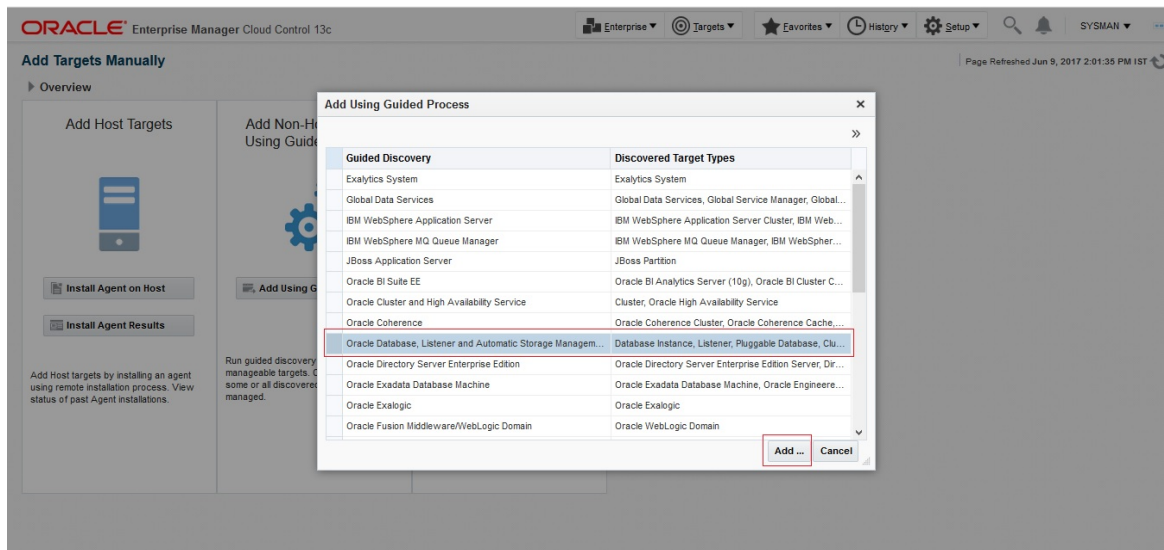 ORACLE Enterprise Manager Cloud Control 13c
Enterprise Targets Favorites History Setup SYSMAN
Add Targets Manually
Page Refreshed Jun 9, 2017 2:01:35 PM IST
Overview
Add Host Targets
Install Agent on Host
Install Agent Results
Add Host targets by installing an agent
using remote installation process. View
status of past Agent installations.
Add Non-H
Using Guide
Add Using G
Run guided discovery
manageable targets.
some or all discovered
managed.
Add Using Guided Process
Guided Discovery Discovered Target Types
Exalytics System Exalytics System
Global Data Services Global Data Services, Global Service Manager, Global...
IBM WebSphere Application Server IBM WebSphere Application Server Cluster, IBM Web...
IBM WebSphere MQ Queue Manager IBM WebSphere MQ Queue Manager, IBM WebSpher...
JBoss Application Server JBoss Partition
Oracle BI Suite EE Oracle BI Analytics Server (10g), Oracle BI Cluster C...
Oracle Cluster and High Availability Service Cluster, Oracle High Availability Service
Oracle Coherence Oracle Coherence Cluster, Oracle Coherence Cache,...
Oracle Database, Listener and Automatic Storage Managem... Database Instance, Listener, Pluggable Database, Clu...
Oracle Directory Server Enterprise Edition Oracle Directory Server Enterprise Edition Server, Dir...
Oracle Exadata Database Machine Oracle Exadata Database Machine, Oracle Engineere...
Oracle Exalogic Oracle Exalogic
Oracle Fusion Middleware/WebLogic Domain Oracle WebLogic Domain
Add ... Cancel